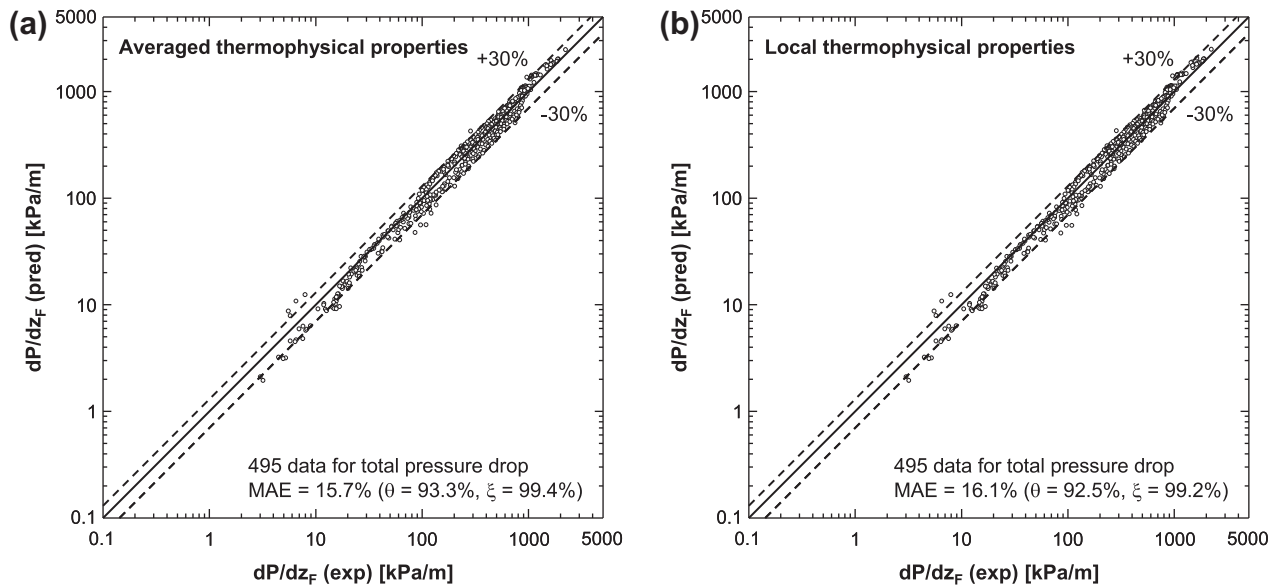 (a)
Averaged thermophysical properties
+30%
-30%
5000
1000
100
10
1
0.1
dP/dz_F (pred) [kPa/m]
495 data for total pressure drop
MAE = 15.7% (θ = 93.3%, ξ = 99.4%)
0.1 1 10 100 1000 5000
dP/dz_F (exp) [kPa/m]
(b)
Local thermophysical properties
+30%
-30%
5000
1000
100
10
1
0.1
dP/dz_F (pred) [kPa/m]
495 data for total pressure drop
MAE = 16.1% (θ = 92.5%, ξ = 99.2%)
0.1 1 10 100 1000 5000
dP/dz_F (exp) [kPa/m]